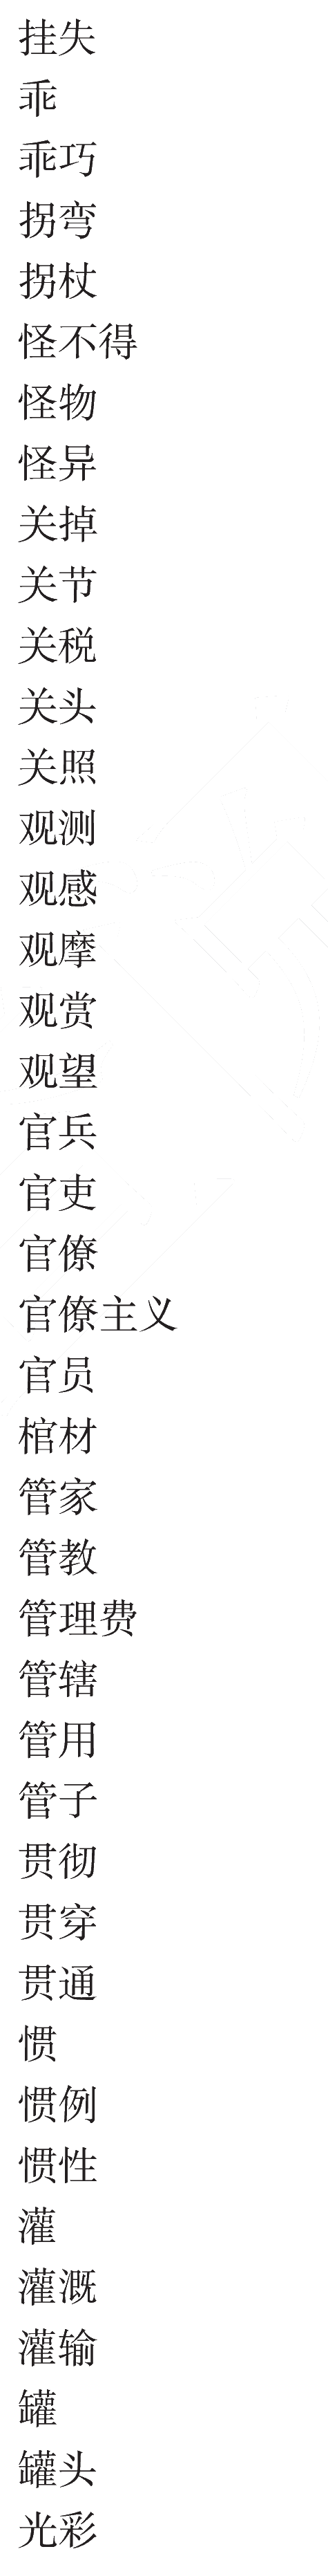 挂失
乖
乖巧
拐弯
拐杖
怪不得
怪物
怪异
关掉
关节
关税
关头
关照
观测
观感
观摩
观赏
观望
官兵
官吏
官僚
官僚主义
官员
棺材
管家
管教
管理费
管辖
管用
管子
贯彻
贯穿
贯通
惯
惯例
惯性
灌
灌溉
灌输
罐
罐头
光彩